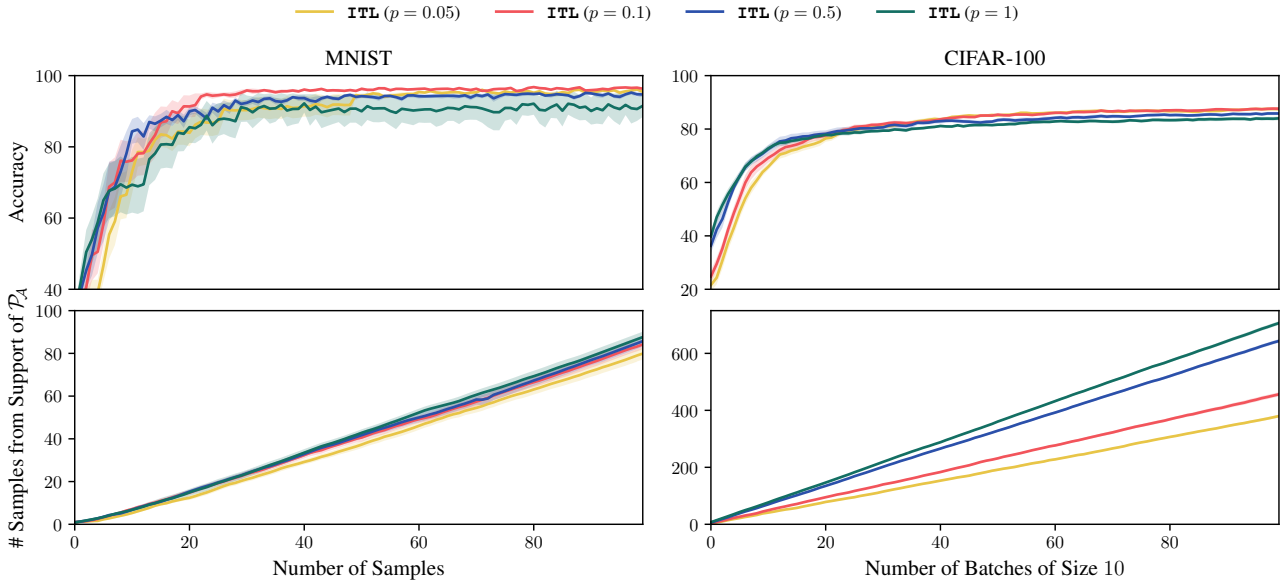 ITL (p = 0.05) ITL (p = 0.1) ITL (p = 0.5) ITL (p = 1)
MNIST
CIFAR-100
Accuracy
100
80
60
40
100
80
60
40
20
# Samples from Support of 𝒫_𝒜
100
80
60
40
20
0
600
400
200
0
0 20 40 60 80
0 20 40 60 80
Number of Samples
Number of Batches of Size 10